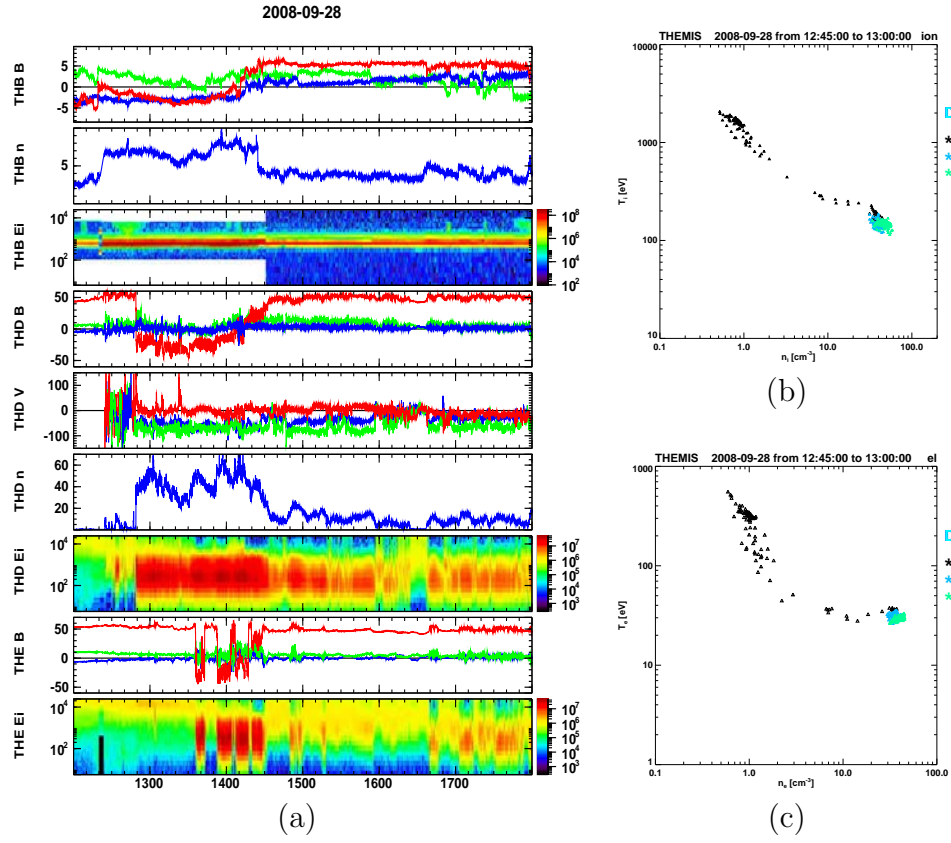 2008-09-28
THB B
5
0
-5
THB n
5
THB Ei
10^4
10^2
10^8
10^6
10^4
10^2
THD B
50
0
-50
THD V
100
0
-100
THD n
60
40
20
THD Ei
10^4
10^2
10^7
10^6
10^5
10^4
10^3
THE B
50
0
-50
THE Ei
10^4
10^2
10^7
10^6
10^5
10^4
10^3
1300 1400 1500 1600 1700
(a)
THEMIS 2008-09-28 from 12:45:00 to 13:00:00 ion
10000
1000
100
10
T_i [eV]
0.1 1.0 10.0 100.0
n_i [cm^-3]
(b)
THEMIS 2008-09-28 from 12:45:00 to 13:00:00 el
1000
100
10
1
T_e [eV]
0.1 1.0 10.0 100.0
n_e [cm^-3]
(c)